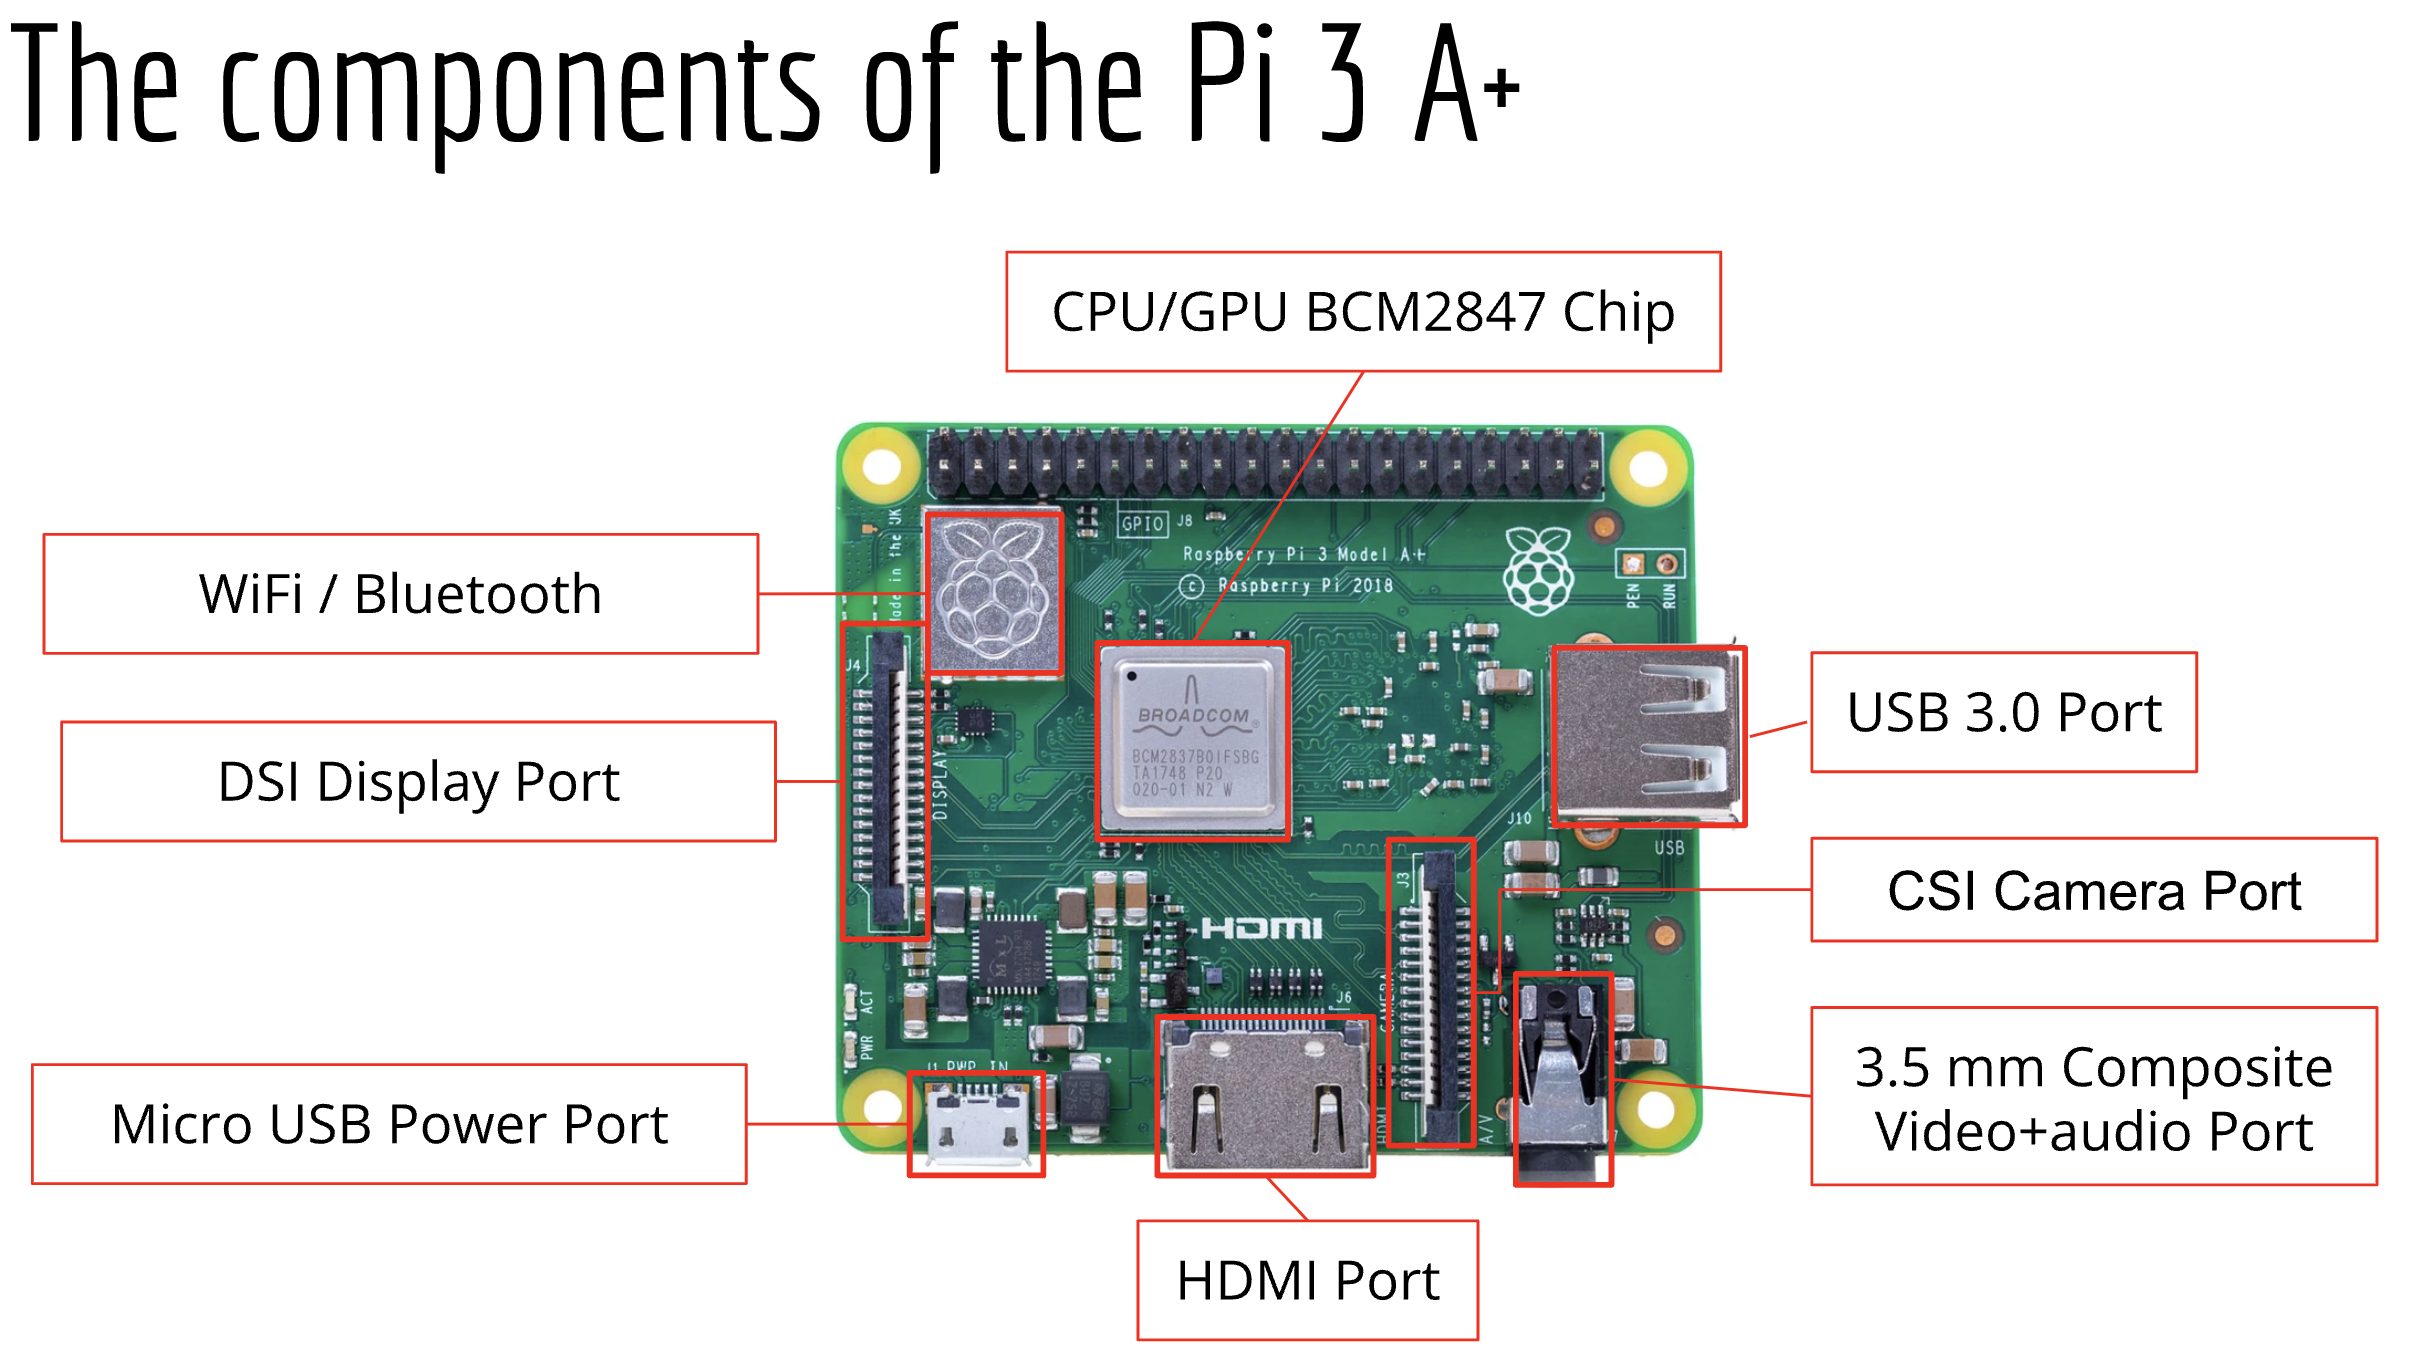 The components of the Pi 3 A+
CPU/GPU BCM2847 Chip
GPIO
J8
Raspberry Pi 3 Model A+
© Raspberry Pi 2018
Made in the UK
PEN
RUN
WiFi / Bluetooth
J4
DSI Display Port
DISPLAY
BROADCOM®
BCM2837B0IFSBG
TA1748 P20
020-01 N2 W
USB 3.0 Port
J10
USB
J3
CSI Camera Port
HDMI
CAMERA
J6
ACT
PWR
J1 PWR IN
Micro USB Power Port
HDMI
A/V
3.5 mm Composite
Video+audio Port
HDMI Port